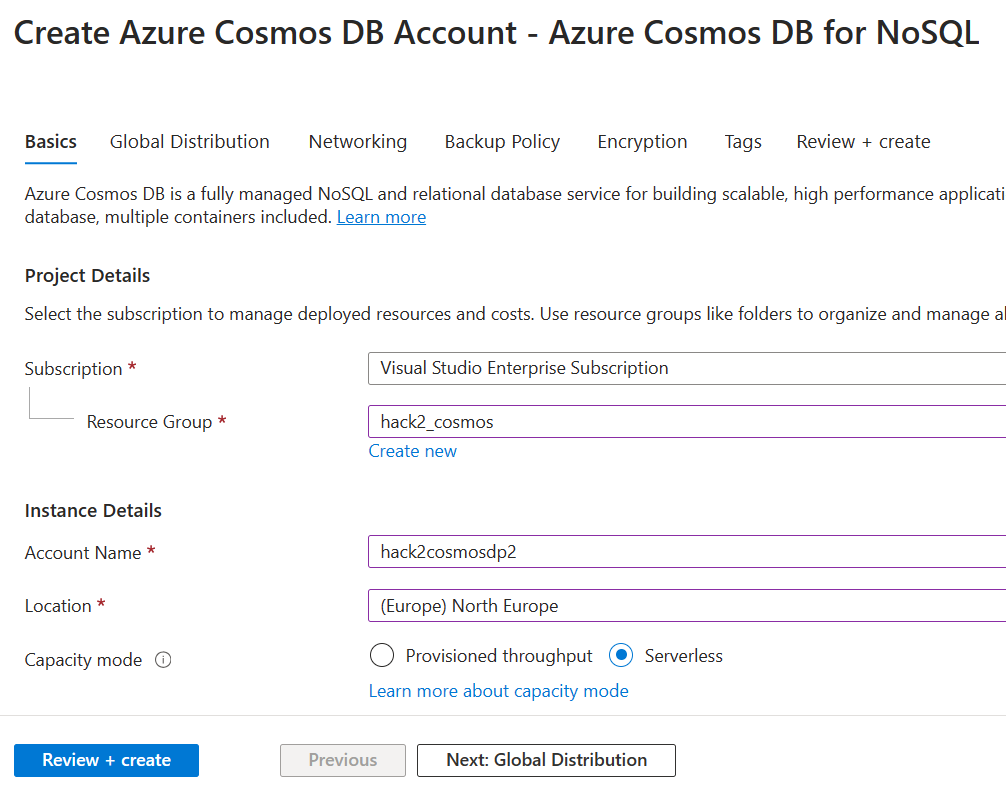 Create Azure Cosmos DB Account - Azure Cosmos DB for NoSQL
Basics Global Distribution Networking Backup Policy Encryption Tags Review + create
Azure Cosmos DB is a fully managed NoSQL and relational database service for building scalable, high performance applicati
database, multiple containers included. Learn more
Project Details
Select the subscription to manage deployed resources and costs. Use resource groups like folders to organize and manage al
Subscription * Visual Studio Enterprise Subscription
Resource Group * hack2_cosmos
Create new
Instance Details
Account Name * hack2cosmosdp2
Location * (Europe) North Europe
Capacity mode Provisioned throughput Serverless
Learn more about capacity mode
Review + create Previous Next: Global Distribution